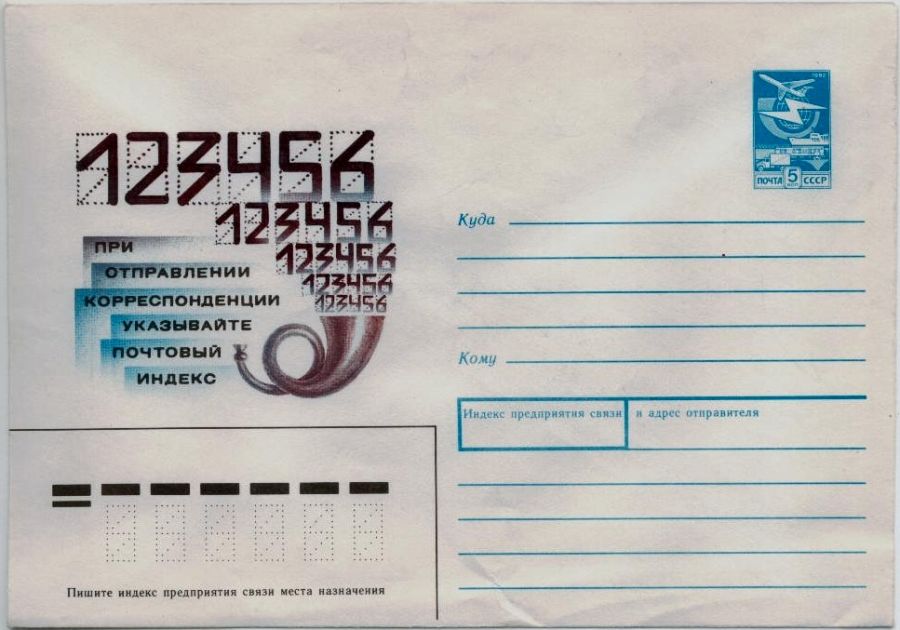 123456
123456
123456
123456
123456
ПРИ
ОТПРАВЛЕНИИ
КОРРЕСПОНДЕНЦИИ
УКАЗЫВАЙТЕ
ПОЧТОВЫЙ
ИНДЕКС
1982
ПОЧТА 5 КОП СССР
Куда
Кому
Индекс предприятия связи и адрес отправителя
Пишите индекс предприятия связи места назначения